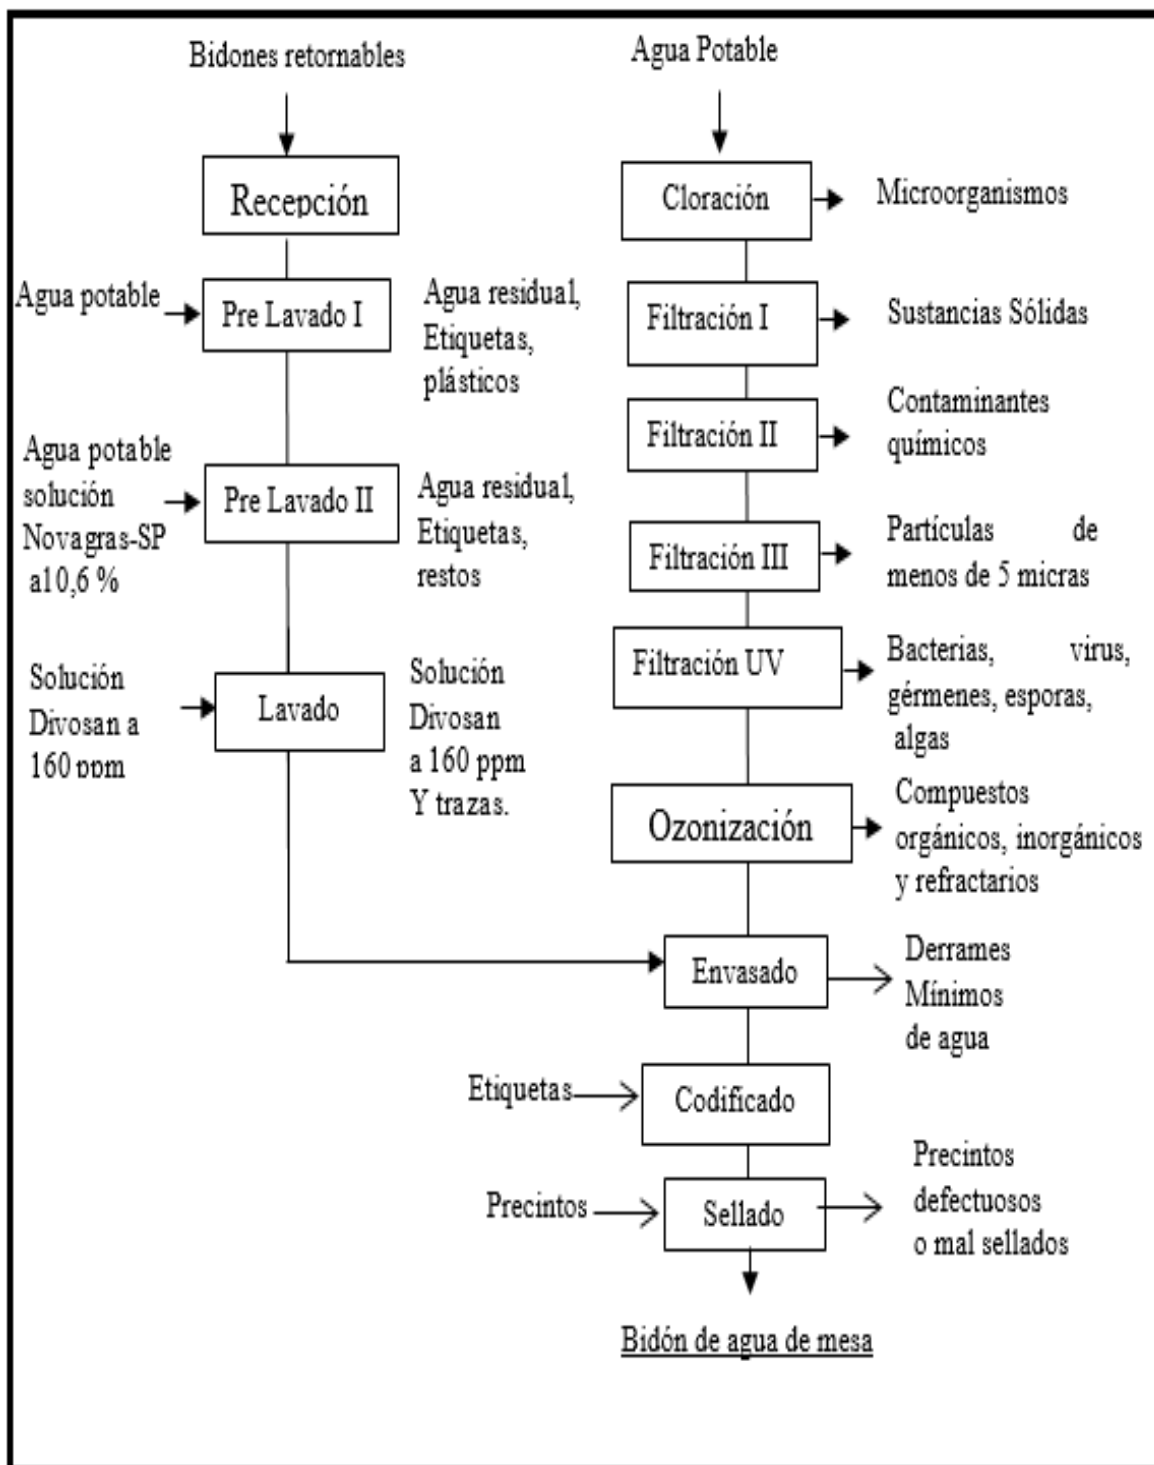 Bidones retornables
Recepción
Agua potable
Pre Lavado I
Agua residual,
Etiquetas,
plásticos
Agua potable
solución
Novagras-SP
a10,6 %
Pre Lavado II
Agua residual,
Etiquetas,
restos
Solución
Divosan a
160 ppm
Lavado
Solución
Divosan
a 160 ppm
Y trazas.
Agua Potable
Cloración
Microorganismos
Filtración I
Sustancias Sólidas
Filtración II
Contaminantes
químicos
Filtración III
Partículas de
menos de 5 micras
Filtración UV
Bacterias, virus,
gérmenes, esporas,
algas
Ozonización
Compuestos
orgánicos, inorgánicos
y refractarios
Envasado
Derrames
Mínimos
de agua
Etiquetas
Codificado
Precintos
Sellado
Precintos
defectuosos
o mal sellados
Bidón de agua de mesa